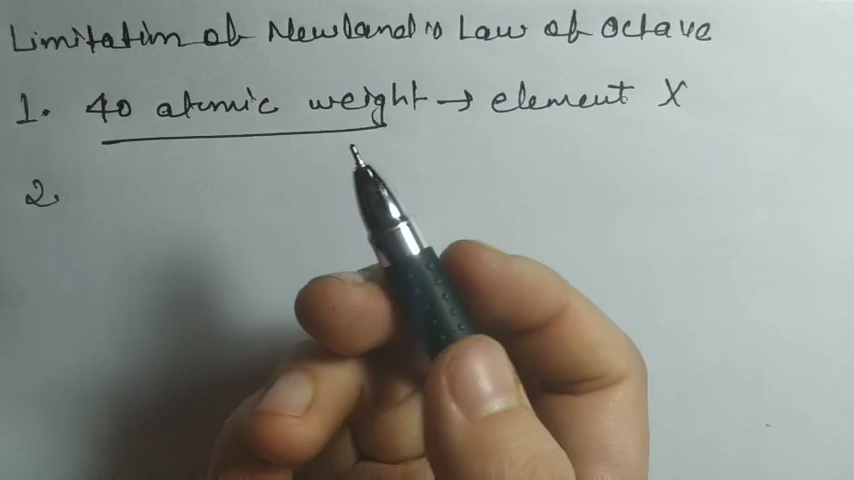 Limitation of Newland's Law of Octave
1. 40 atomic weight → element X
2.